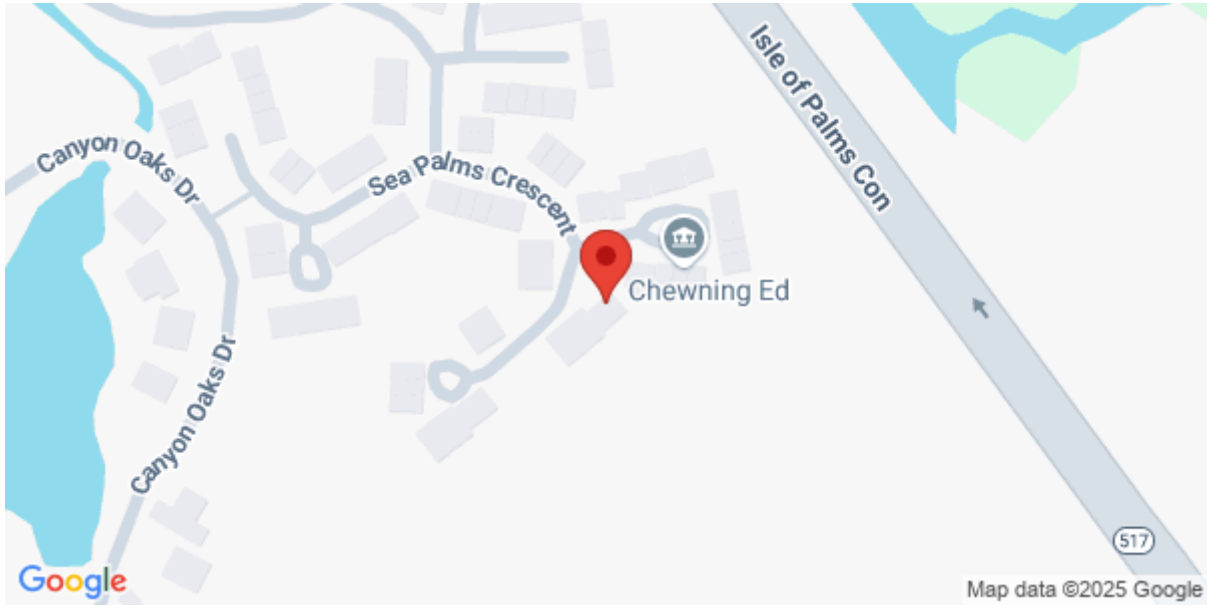 Isle of Palms Con
Canyon Oaks Dr
Sea Palms Crescent
Chewning Ed
Canyon Oaks Dr
517
Google
Map data ©2025 Google